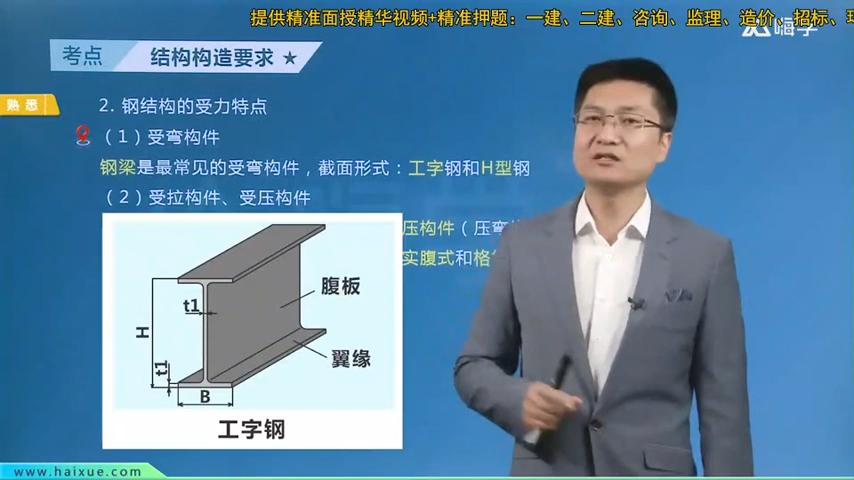 提供精准面授精华视频+精准押题：一建、二建、咨询、监理、造价、招标、
嗨学
考点 结构构造要求 ★
熟悉
2. 钢结构的受力特点
（1）受弯构件
钢梁是最常见的受弯构件，截面形式：工字钢和H型钢
（2）受拉构件、受压构件
压构件（压弯
实腹式和格
腹板
t1
H
翼缘
t1
B
工字钢
www.haixue.com